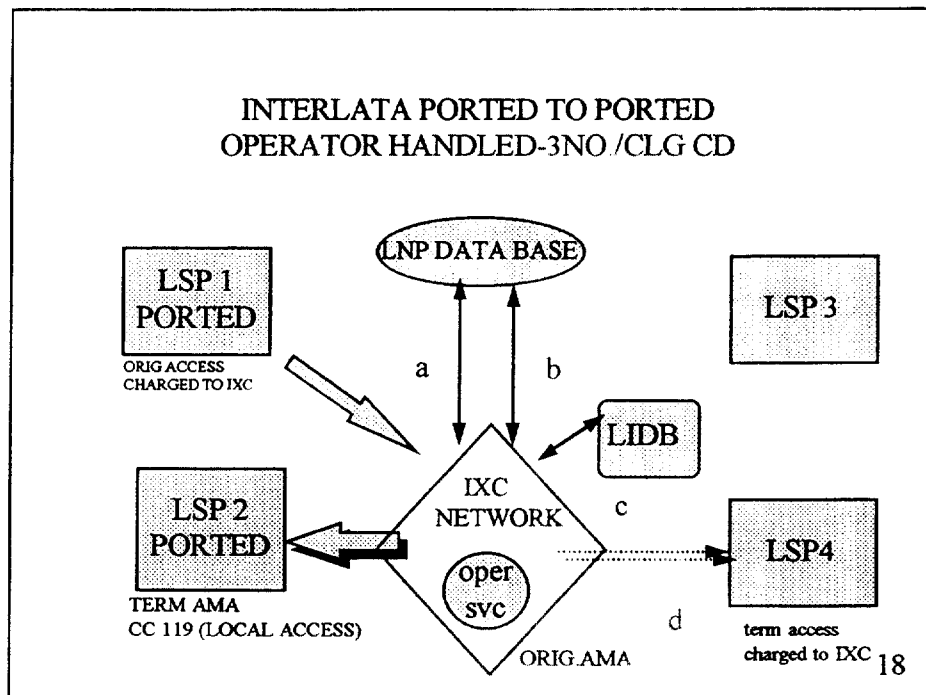 INTERLATA PORTED TO PORTED
OPERATOR HANDLED-3NO./CLG CD
LNP DATA BASE
LSP 1
PORTED
ORIG ACCESS
CHARGED TO IXC
LSP 3
a
b
LIDB
c
IXC
NETWORK
LSP 2
PORTED
TERM AMA
CC 119 (LOCAL ACCESS)
oper
svc
LSP4
d
term access
charged to IXC
ORIG.AMA
18